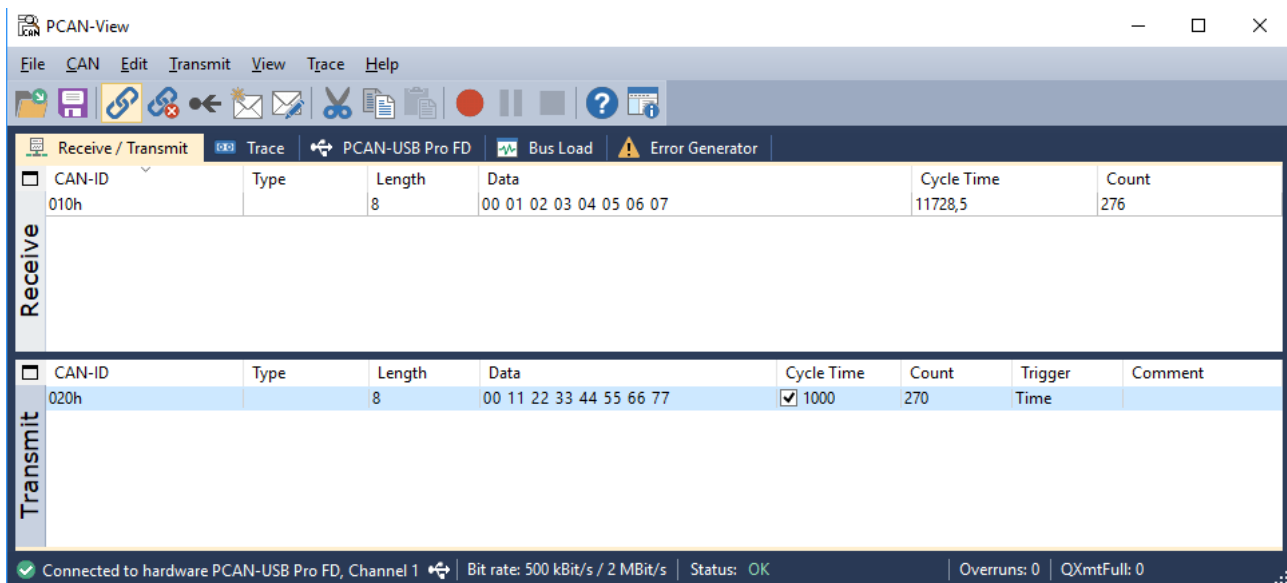 PCAN-View
File CAN Edit Transmit View Trace Help
Receive / Transmit Trace PCAN-USB Pro FD Bus Load Error Generator
CAN-ID Type Length Data Cycle Time Count
010h 8 00 01 02 03 04 05 06 07 11728,5 276
Receive
CAN-ID Type Length Data Cycle Time Count Trigger Comment
020h 8 00 11 22 33 44 55 66 77 1000 270 Time
Transmit
Connected to hardware PCAN-USB Pro FD, Channel 1 Bit rate: 500 kBit/s / 2 MBit/s Status: OK Overruns: 0 QXmtFull: 0